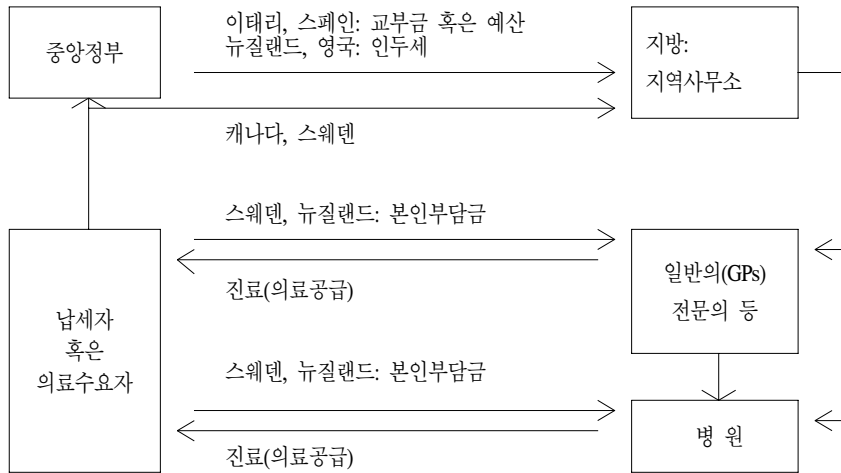 이태리, 스페인: 교부금 혹은 예산
뉴질랜드, 영국: 인두세
중앙정부
지방:
지역사무소
캐나다, 스웨덴
스웨덴, 뉴질랜드: 본인부담금
진료(의료공급)
일반의(GPs)
전문의 등
납세자
혹은
의료수요자
스웨덴, 뉴질랜드: 본인부담금
진료(의료공급)
병 원